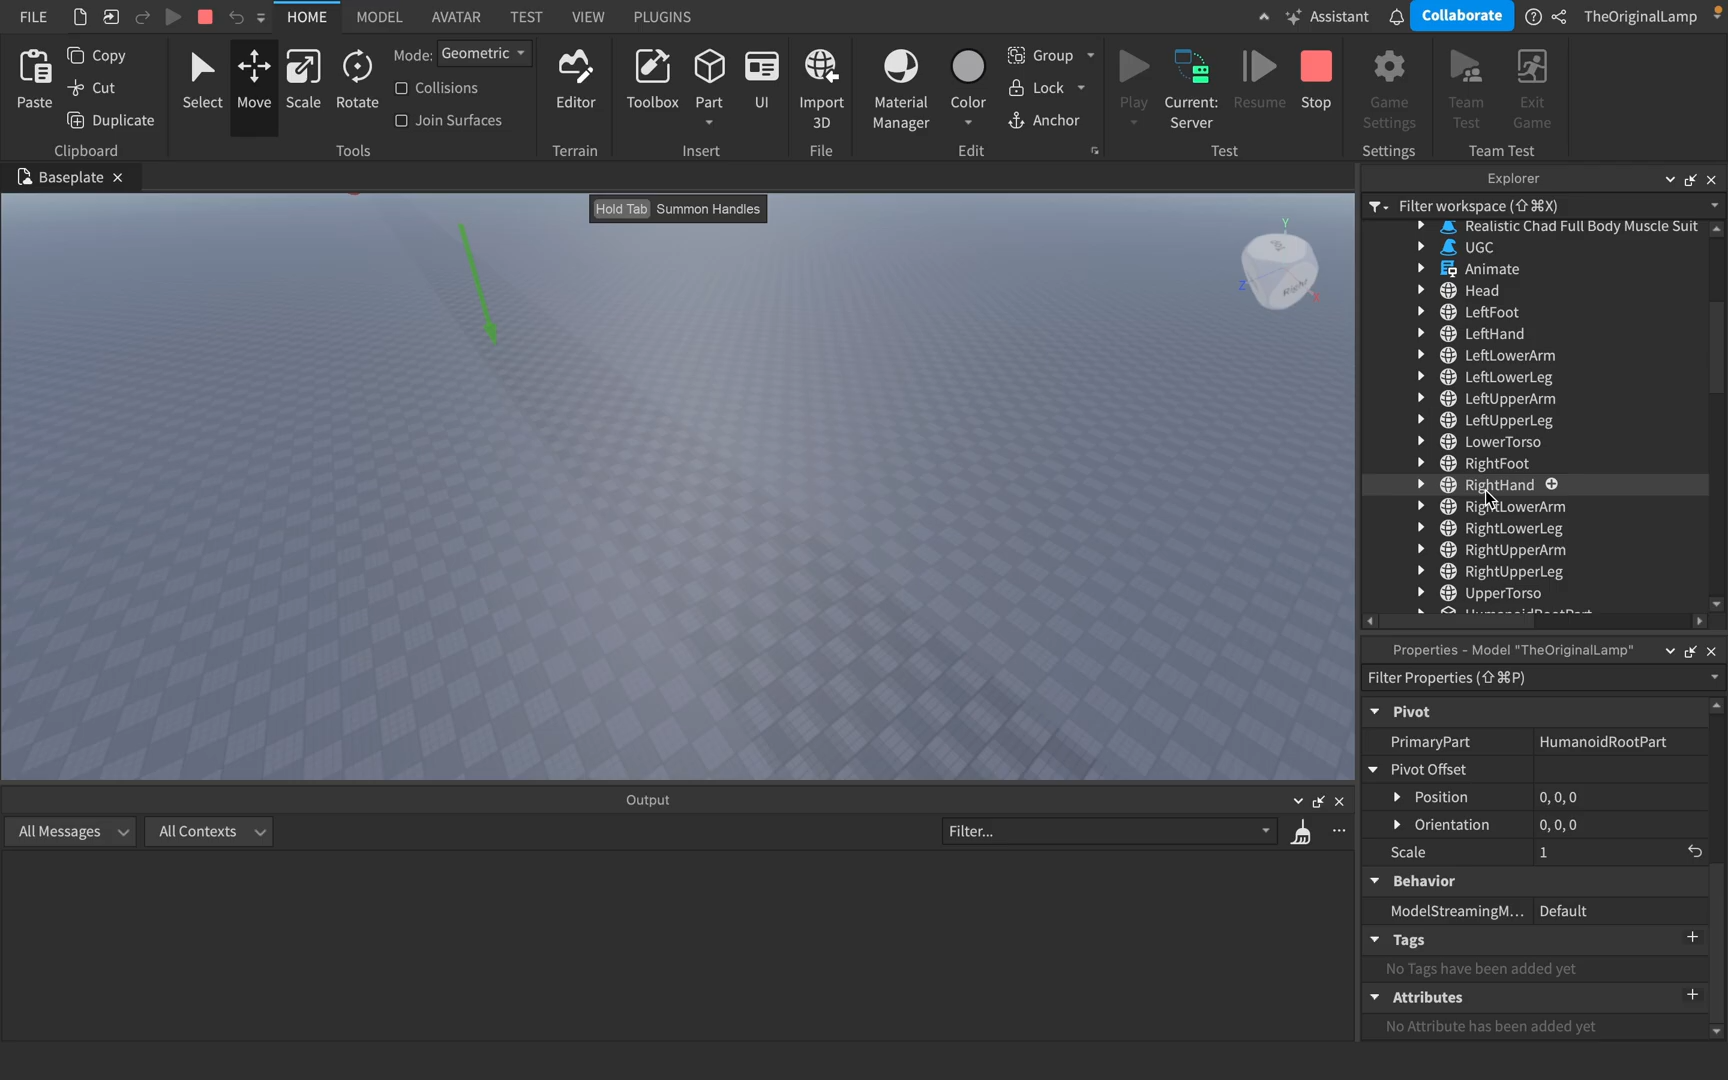 FILE HOME MODEL AVATAR TEST VIEW PLUGINS Assistant Collaborate TheOriginalLamp
Paste Copy Cut Duplicate
Clipboard
Select Move Scale Rotate Mode: Geometric
Collisions
Join Surfaces
Tools
Editor
Terrain
Toolbox Part UI
Insert
Import
3D
File
Material
Manager
Color
Group
Lock
Anchor
Edit
Play Current:
Server
Resume Stop
Test
Game
Settings
Settings
Team
Test
Exit
Game
Team Test
Baseplate
Hold Tab Summon Handles
Y
Z
X
Right
Explorer
Filter workspace (⇧⌘X)
Realistic Chad Full Body Muscle Suit
UGC
Animate
Head
LeftFoot
LeftHand
LeftLowerArm
LeftLowerLeg
LeftUpperArm
LeftUpperLeg
LowerTorso
RightFoot
RightHand
RightLowerArm
RightLowerLeg
RightUpperArm
RightUpperLeg
UpperTorso
HumanoidRootPart
Properties - Model "TheOriginalLamp"
Filter Properties (⇧⌘P)
Pivot
PrimaryPart HumanoidRootPart
Pivot Offset
Position 0, 0, 0
Orientation 0, 0, 0
Scale 1
Behavior
ModelStreamingM... Default
Tags
No Tags have been added yet
Attributes
No Attribute has been added yet
Output
All Messages All Contexts Filter...